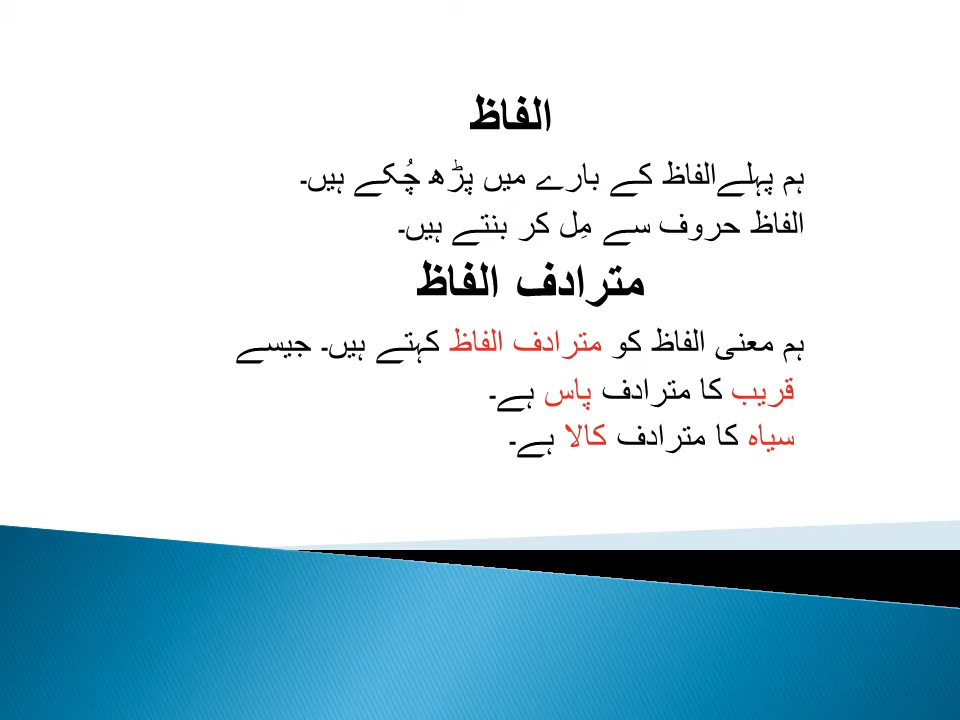 الفاظ
ہم پہلےالفاظ کے بارے میں پڑھ چُکے ہیں۔
الفاظ حروف سے مِل کر بنتے ہیں۔
مترادف الفاظ
ہم معنی الفاظ کو مترادف الفاظ کہتے ہیں۔ جیسے
قریب کا مترادف پاس ہے۔
سیاہ کا مترادف کالا ہے۔